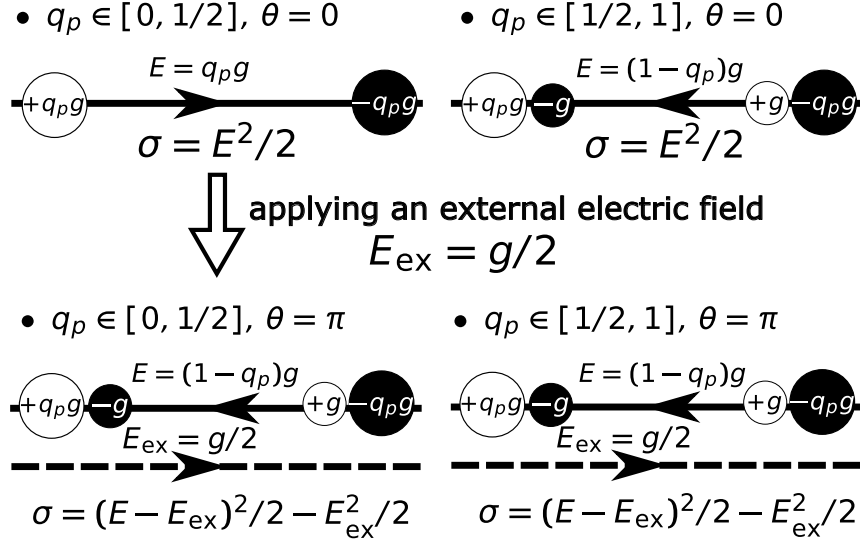 • q_p ∈ [0, 1/2], θ = 0
E = q_p g
+q_p g
−q_p g
σ = E²/2
• q_p ∈ [1/2, 1], θ = 0
E = (1 − q_p)g
+q_p g
−g
+g
−q_p g
σ = E²/2
applying an external electric field
E_ex = g/2
• q_p ∈ [0, 1/2], θ = π
E = (1 − q_p)g
+q_p g
−g
+g
−q_p g
E_ex = g/2
σ = (E − E_ex)²/2 − E_ex²/2
• q_p ∈ [1/2, 1], θ = π
E = (1 − q_p)g
+q_p g
−g
+g
−q_p g
E_ex = g/2
σ = (E − E_ex)²/2 − E_ex²/2